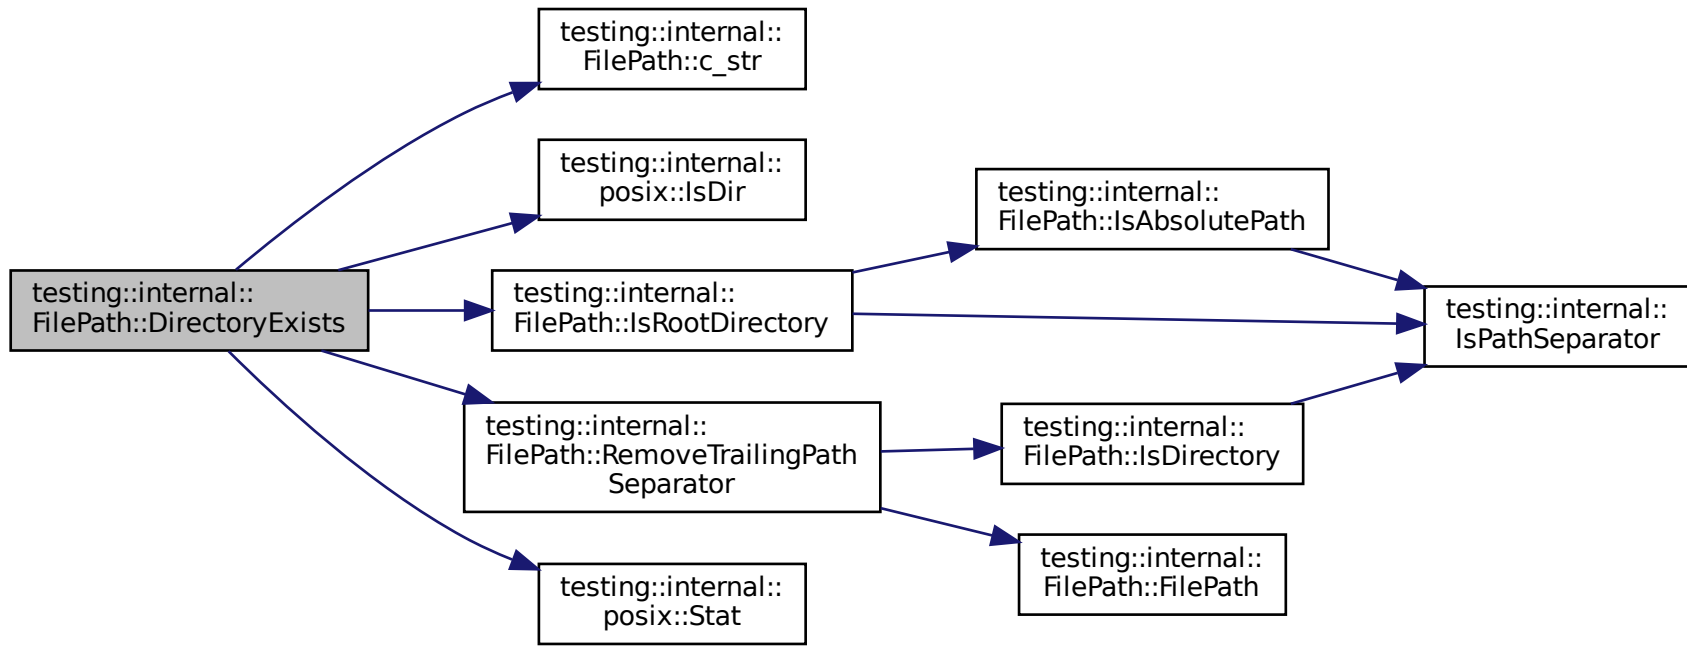 testing::internal::
FilePath::DirectoryExists
testing::internal::
FilePath::c_str
testing::internal::
posix::IsDir
testing::internal::
FilePath::IsRootDirectory
testing::internal::
FilePath::RemoveTrailingPath
Separator
testing::internal::
posix::Stat
testing::internal::
FilePath::IsAbsolutePath
testing::internal::
FilePath::IsDirectory
testing::internal::
FilePath::FilePath
testing::internal::
IsPathSeparator